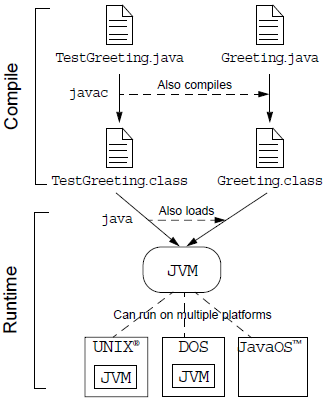 TestGreeting.java
Greeting.java
Compile
javac
Also compiles
TestGreeting.class
Greeting.class
Runtime
java
Also loads
JVM
Can run on multiple platforms
UNIX®
DOS
JavaOS™
JVM
JVM